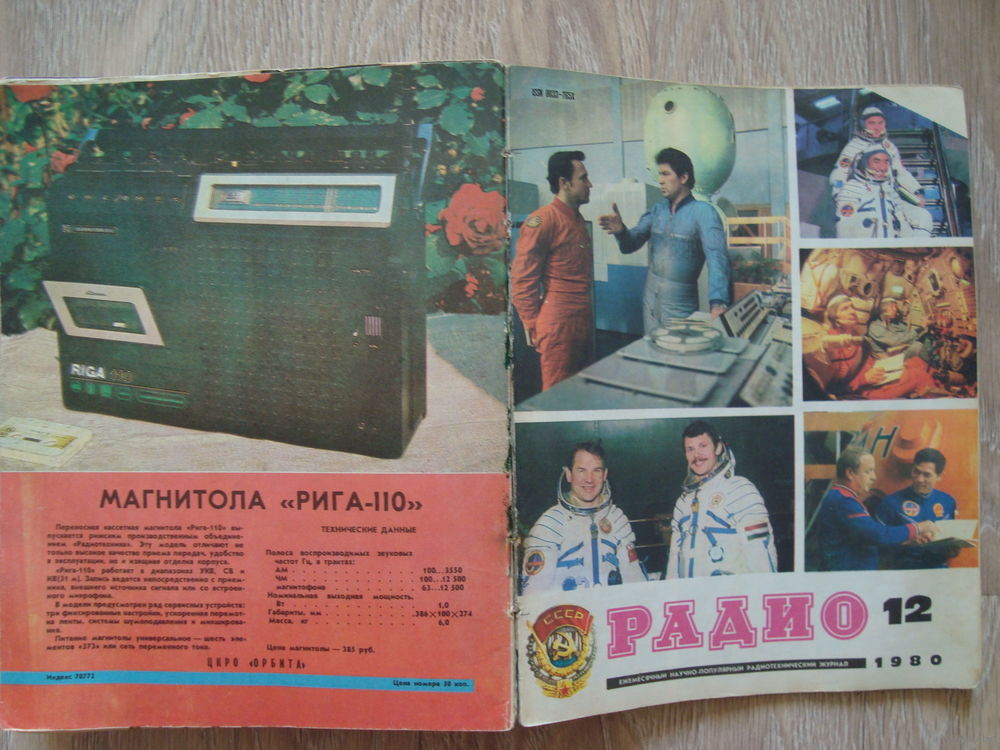 RIGA 110
МАГНИТОЛА «РИГА-110»
Переносная кассетная магнитола «Рига-110» вы-
пускается рижским производственным объедине-
нием «Радиотехника». Эту модель отличают не
только высокое качество приема передач, удобство
в эксплуатации, но и изящная отделка корпуса.
«Рига-110» работает в диапазонах УКВ, СВ и
КВ(31 м). Запись ведется непосредственно с прием-
ника, внешнего источника сигнала или со встроен-
ного микрофона.
В модели предусмотрен ряд сервисных устройств:
три фиксированные настройки, ускоренная перемот-
ка ленты, системы шумоподавления и микширова-
ния.
Питание магнитолы универсальное — шесть эле-
ментов «373» или сеть переменного тока.
ТЕХНИЧЕСКИЕ ДАННЫЕ
Полоса воспроизводимых звуковых
частот Гц, в трактах:
АМ . . . . . . . . . . 100...3550
ЧМ . . . . . . . . . . 100...12 500
магнитофона . . . . . . 63...12 500
Номинальная выходная мощность,
Вт . . . . . . . . . . 1,0
Габариты, мм . . . . . . .386×100×374
Масса, кг . . . . . . . . 6,0
Цена магнитолы — 385 руб.
ЦКРО «ОРБИТА»
Индекс 70772
Цена номера 50 коп.
ISSN 0033-765X
СССР
РАДИО 12
ЕЖЕМЕСЯЧНЫЙ НАУЧНО-ПОПУЛЯРНЫЙ РАДИОТЕХНИЧЕСКИЙ ЖУРНАЛ
1980